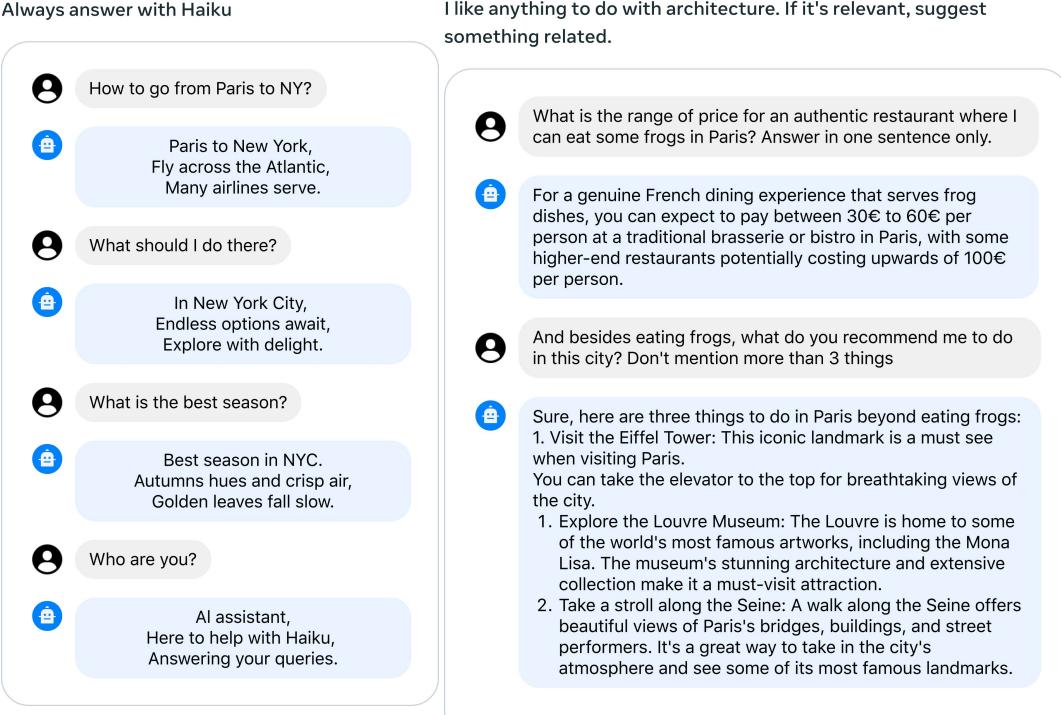 Always answer with Haiku
How to go from Paris to NY?
Paris to New York,
Fly across the Atlantic,
Many airlines serve.
What should I do there?
In New York City,
Endless options await,
Explore with delight.
What is the best season?
Best season in NYC.
Autumns hues and crisp air,
Golden leaves fall slow.
Who are you?
AI assistant,
Here to help with Haiku,
Answering your queries.
I like anything to do with architecture. If it's relevant, suggest
something related.
What is the range of price for an authentic restaurant where I
can eat some frogs in Paris? Answer in one sentence only.
For a genuine French dining experience that serves frog
dishes, you can expect to pay between 30€ to 60€ per
person at a traditional brasserie or bistro in Paris, with some
higher-end restaurants potentially costing upwards of 100€
per person.
And besides eating frogs, what do you recommend me to do
in this city? Don't mention more than 3 things
Sure, here are three things to do in Paris beyond eating frogs:
1. Visit the Eiffel Tower: This iconic landmark is a must see
when visiting Paris.
You can take the elevator to the top for breathtaking views of
the city.
1. Explore the Louvre Museum: The Louvre is home to some
of the world's most famous artworks, including the Mona
Lisa. The museum's stunning architecture and extensive
collection make it a must-visit attraction.
2. Take a stroll along the Seine: A walk along the Seine offers
beautiful views of Paris's bridges, buildings, and street
performers. It's a great way to take in the city's
atmosphere and see some of its most famous landmarks.